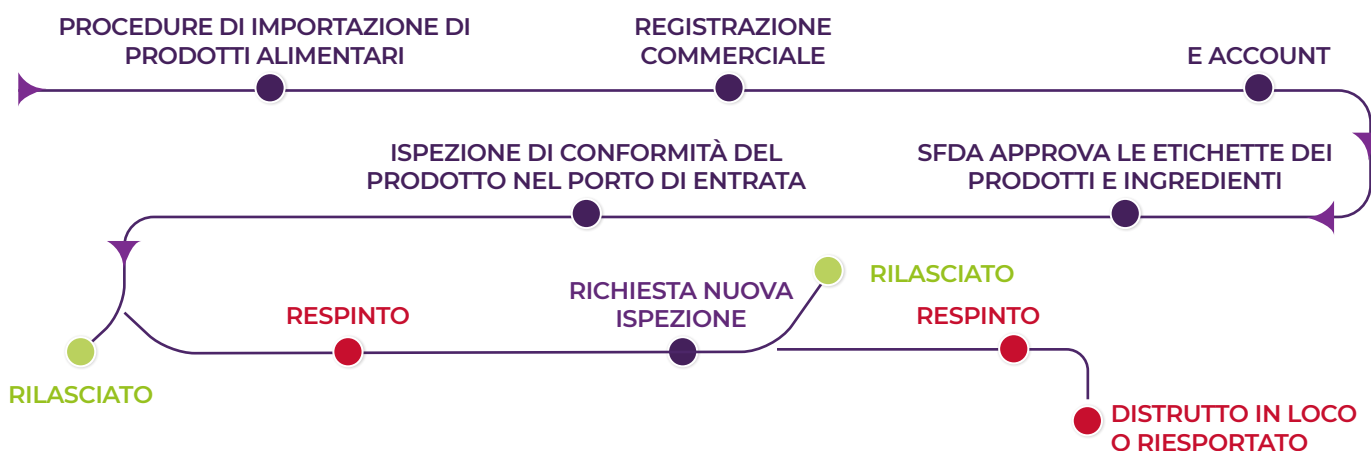 PROCEDURE DI IMPORTAZIONE DI
PRODOTTI ALIMENTARI
REGISTRAZIONE
COMMERCIALE
E ACCOUNT
SFDA APPROVA LE ETICHETTE DEI
PRODOTTI E INGREDIENTI
ISPEZIONE DI CONFORMITÀ DEL
PRODOTTO NEL PORTO DI ENTRATA
RILASCIATO
RESPINTO
RICHIESTA NUOVA
ISPEZIONE
RILASCIATO
RESPINTO
DISTRUTTO IN LOCO
O RIESPORTATO